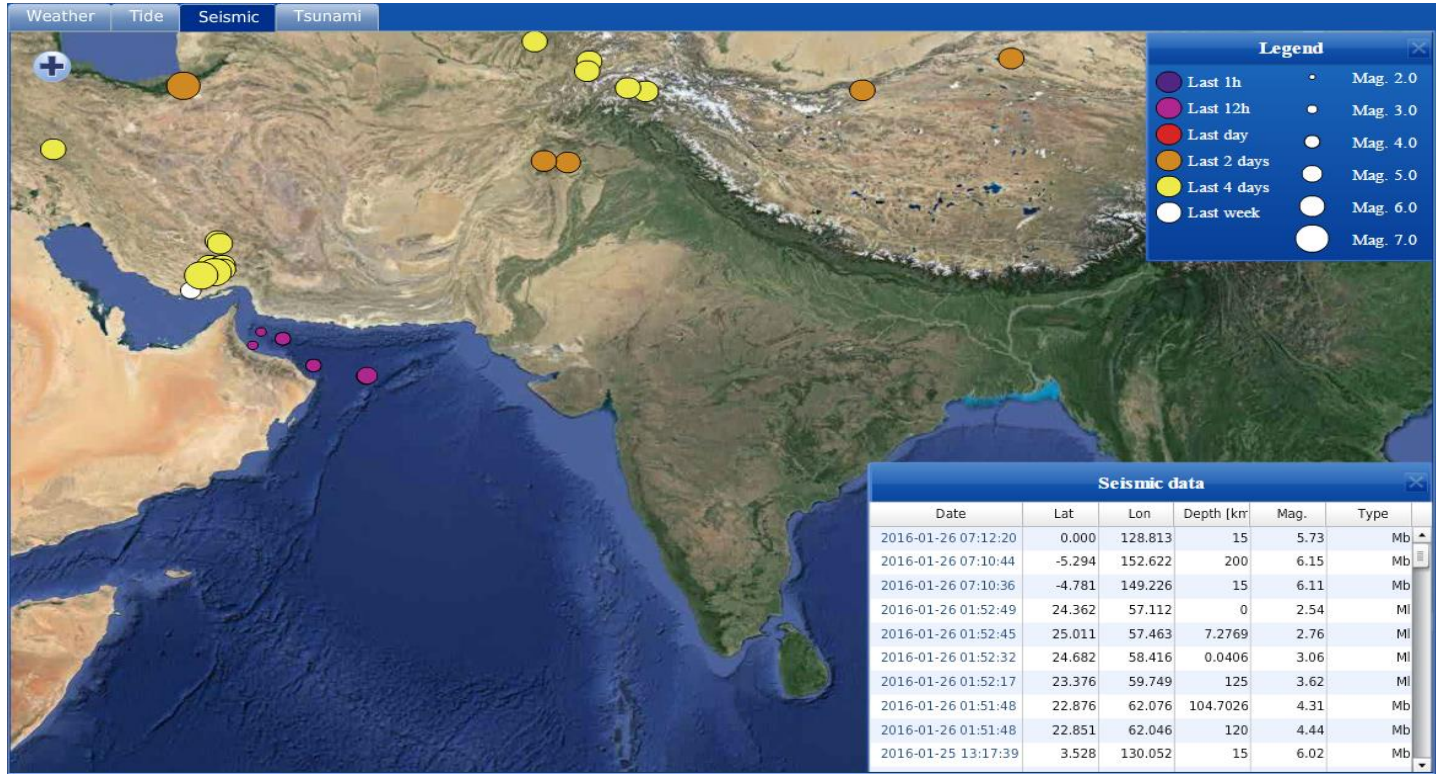 Weather Tide Seismic Tsunami
Legend
Last 1h Mag. 2.0
Last 12h Mag. 3.0
Last day Mag. 4.0
Last 2 days Mag. 5.0
Last 4 days Mag. 6.0
Last week Mag. 7.0
Seismic data
Date Lat Lon Depth [km Mag. Type
2016-01-26 07:12:20 0.000 128.813 15 5.73 Mb
2016-01-26 07:10:44 -5.294 152.622 200 6.15 Mb
2016-01-26 07:10:36 -4.781 149.226 15 6.11 Mb
2016-01-26 01:52:49 24.362 57.112 0 2.54 Ml
2016-01-26 01:52:45 25.011 57.463 7.2769 2.76 Ml
2016-01-26 01:52:32 24.682 58.416 0.0406 3.06 Ml
2016-01-26 01:52:17 23.376 59.749 125 3.62 Ml
2016-01-26 01:51:48 22.876 62.076 104.7026 4.31 Mb
2016-01-26 01:51:48 22.851 62.046 120 4.44 Mb
2016-01-25 13:17:39 3.528 130.052 15 6.02 Mb